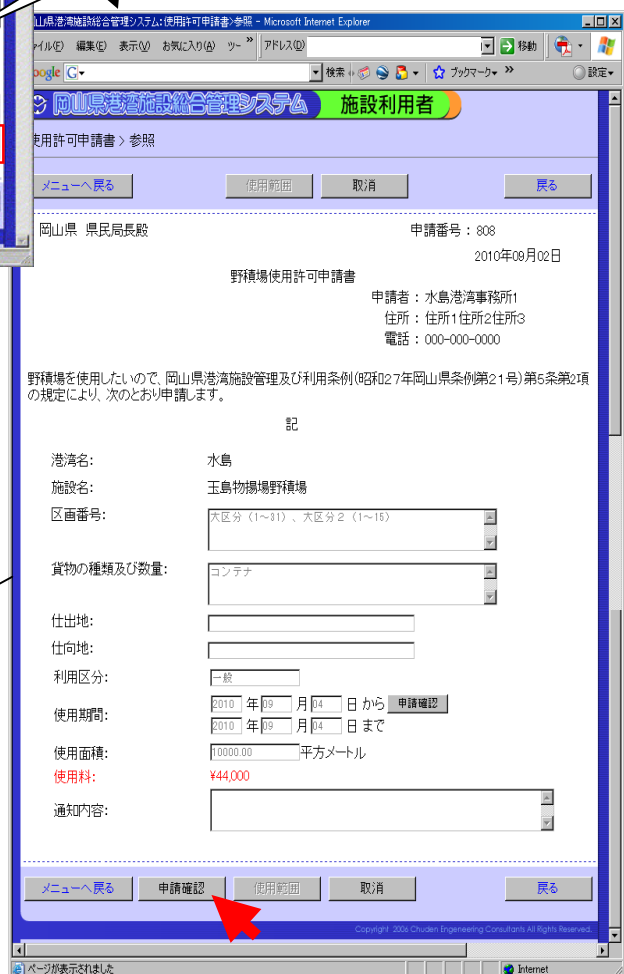 山県港湾施設総合管理システム:使用許可申請書>参照 - Microsoft Internet Explorer
イル(F) 編集(E) 表示(V) お気に入り(A) ツー » アドレス(D) 移動
oogle G 検索 ブックマーク » 設定
岡山県港湾施設総合管理システム 施設利用者
使用許可申請書 > 参照
メニューへ戻る 使用範囲 取消 戻る
岡山県 県民局長殿 申請番号：808
2010年09月02日
野積場使用許可申請書
申請者：水島港湾事務所1
住所：住所1住所2住所3
電話：000-000-0000
野積場を使用したいので、岡山県港湾施設管理及び利用条例(昭和27年岡山県条例第21号)第5条第2項
の規定により、次のとおり申請します。
記
港湾名： 水島
施設名： 玉島物揚場野積場
区画番号： 大区分（1～31）、大区分２（1～15）
貨物の種類及び数量： コンテナ
仕出地：
仕向地：
利用区分： 一般
使用期間： 2010 年 09 月 04 日 から 申請確認
2010 年 09 月 04 日 まで
使用面積： 10000.00 平方メートル
使用料： ¥44,000
通知内容：
メニューへ戻る 申請確認 使用範囲 取消 戻る
Copyright 2006 Chuden Engeneering Consultants All Rights Reserved.
ページが表示されました Internet